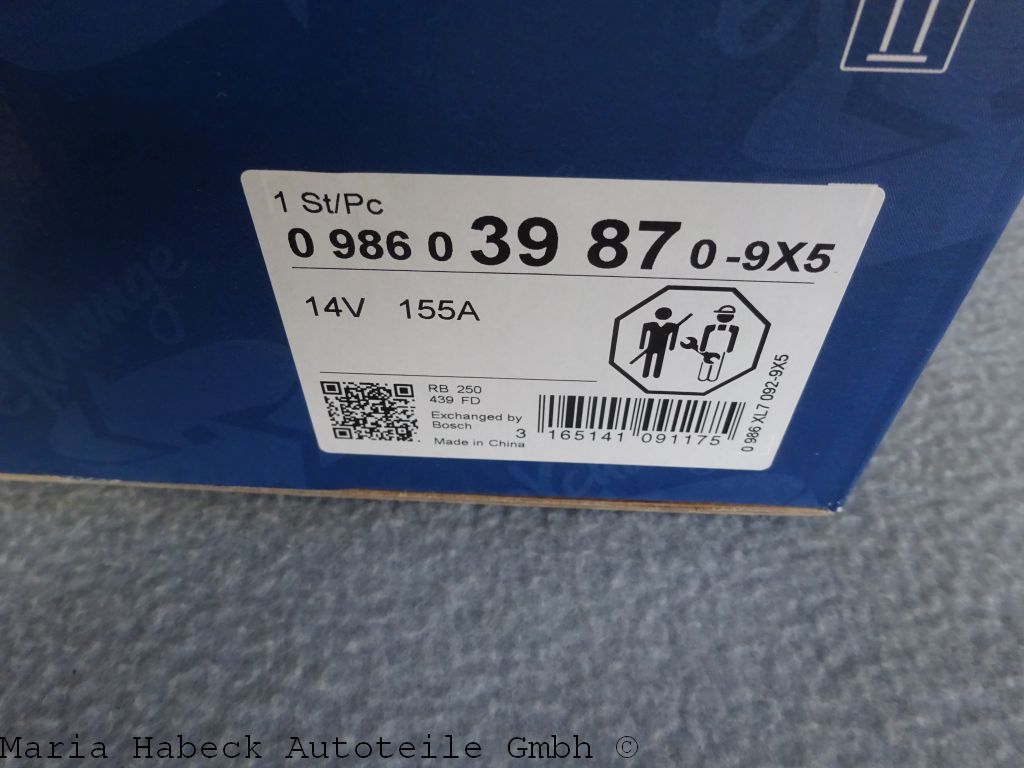 1 St/Pc
0 986 0 39 87 0 -9X5
14V 155A
RB 250
439 FD
Exchanged by
Bosch
Made in China
3 165141 091175
0 986 XL7 092-9X5
Maria Habeck Autoteile Gmbh ©